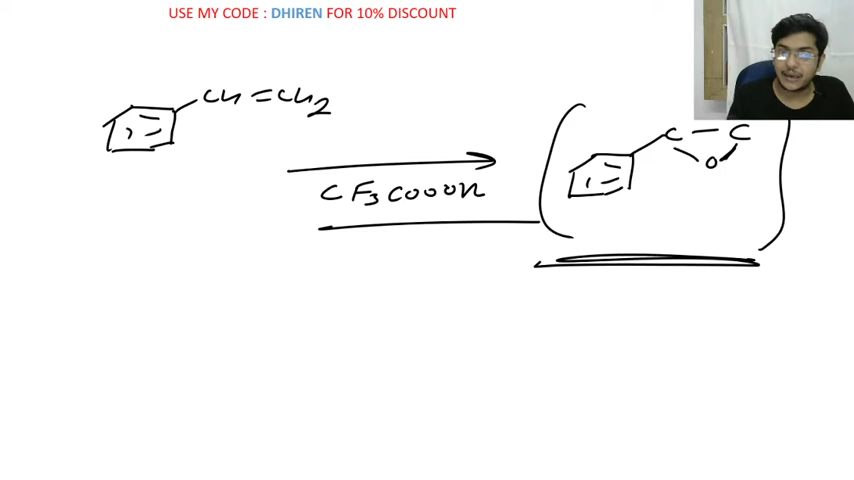 USE MY CODE : DHIREN FOR 10% DISCOUNT
CH = CH2
CF3COOOH
C — C
O